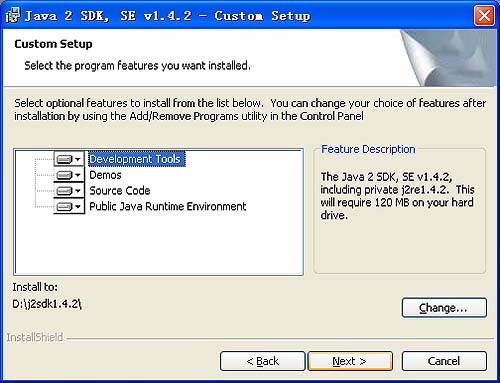 Java 2 SDK, SE v1.4.2 - Custom Setup
Custom Setup
Select the program features you want installed.
Select optional features to install from the list below. You can change your choice of features after
installation by using the Add/Remove Programs utility in the Control Panel
Development Tools
Demos
Source Code
Public Java Runtime Environment
Feature Description
The Java 2 SDK, SE v1.4.2,
including private j2re1.4.2. This
will require 120 MB on your hard
drive.
Install to:
D:\j2sdk1.4.2\
Change...
InstallShield
< Back
Next >
Cancel